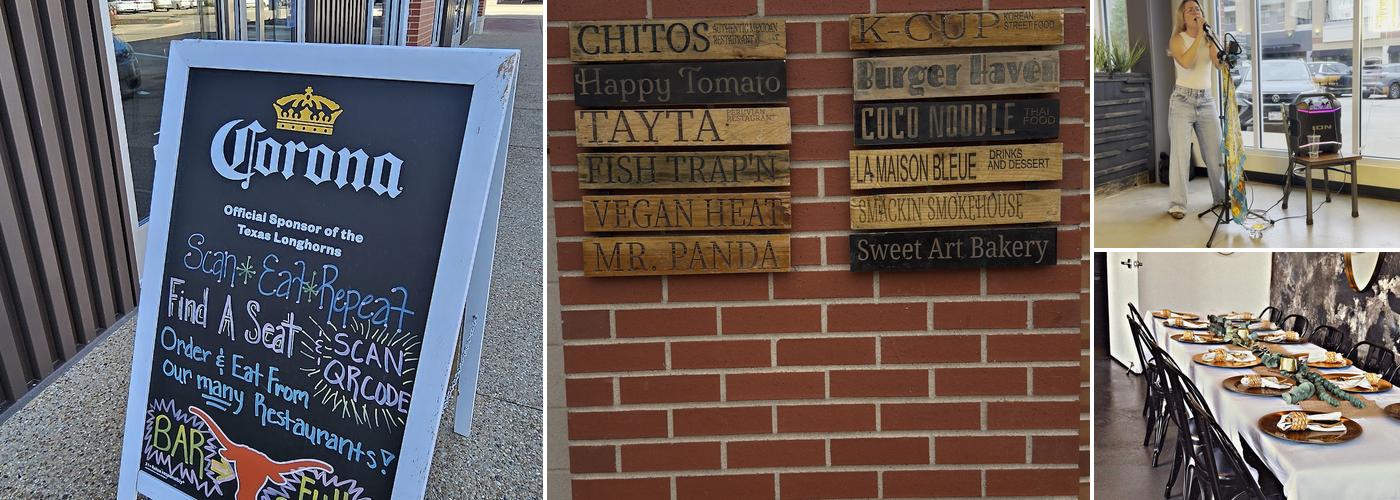 Corona
Official Sponsor of the
Texas Longhorns
Scan * Eat * Repeat
Find A Seat
& SCAN
QRCODE
Order & Eat From
Our many Restaurants!
BAR
CHITOS AUTHENTIC MEXICAN
RESTAURANT
Happy Tomato
TAYTA PERUVIAN
RESTAURANT
FISH TRAP'N
VEGAN HEAT
MR. PANDA
K-CUP KOREAN
STREET FOOD
Burger Haven
COCO NOODLE THAI
FOOD
LA MAISON BLEUE DRINKS
AND DESSERT
SMACKIN' SMOKEHOUSE
Sweet Art Bakery
ION